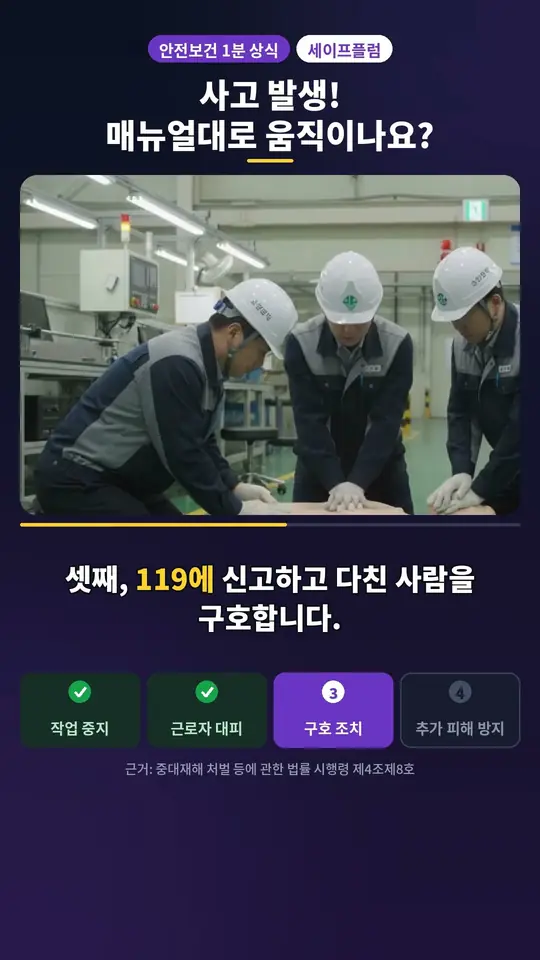 안전보건 1분 상식
세이프플럼
사고 발생!
매뉴얼대로 움직이나요?
셋째, 119에 신고하고 다친 사람을
구호합니다.
3
4
작업 중지
근로자 대피
구호 조치
추가 피해 방지
근거: 중대재해 처벌 등에 관한 법률 시행령 제4조제8호